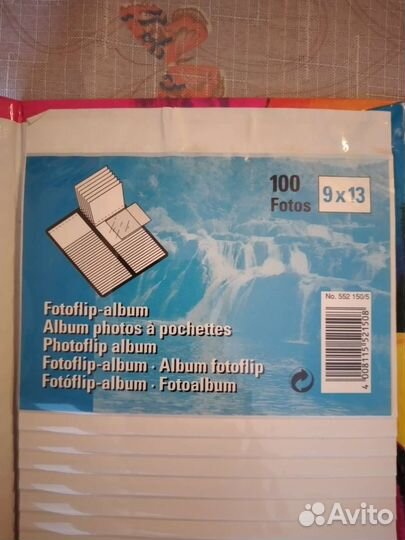 100
Fotos
9 x 13
No. 552 150/5
4 008115 521508
Fotoflip-album
Album photos à pochettes
Photoflip album
Fotoflip-album · Album fotoflip
Fotóflip-album · Fotoalbum
Avito